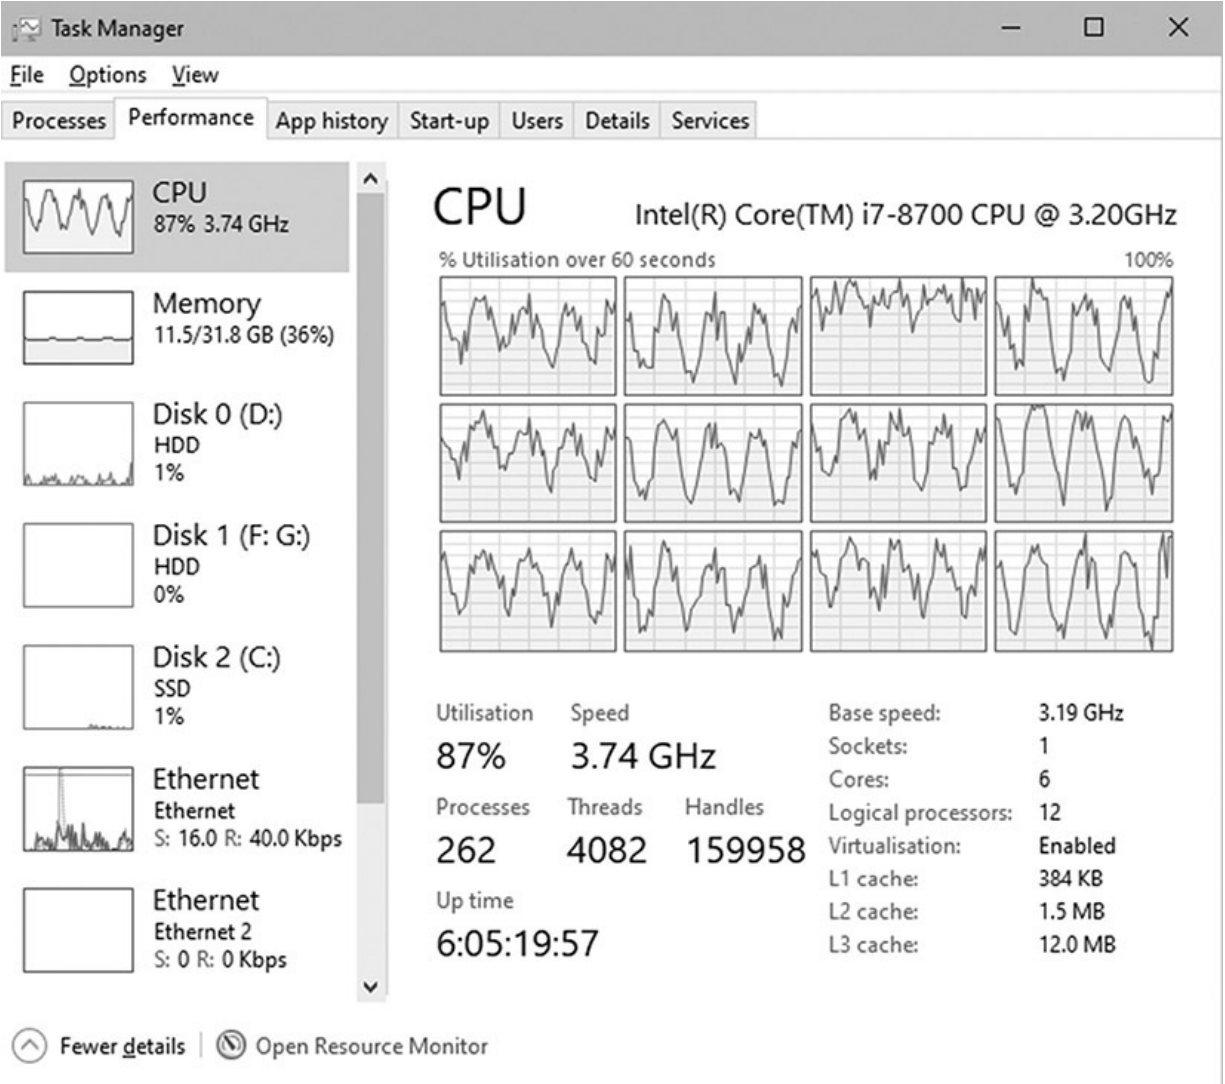 Task Manager
File Options View
Processes Performance App history Start-up Users Details Services
CPU
87% 3.74 GHz
Memory
11.5/31.8 GB (36%)
Disk 0 (D:)
HDD
1%
Disk 1 (F: G:)
HDD
0%
Disk 2 (C:)
SSD
1%
Ethernet
Ethernet
S: 16.0 R: 40.0 Kbps
Ethernet
Ethernet 2
S: 0 R: 0 Kbps
CPU Intel(R) Core(TM) i7-8700 CPU @ 3.20GHz
% Utilisation over 60 seconds 100%
Utilisation Speed
87% 3.74 GHz
Processes Threads Handles
262 4082 159958
Up time
6:05:19:57
Base speed: 3.19 GHz
Sockets: 1
Cores: 6
Logical processors: 12
Virtualisation: Enabled
L1 cache: 384 KB
L2 cache: 1.5 MB
L3 cache: 12.0 MB
Fewer details Open Resource Monitor